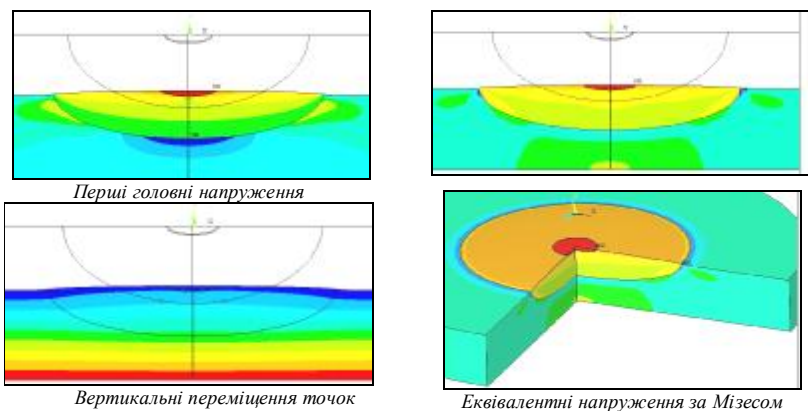 Перші головні напруження
Вертикальні переміщення точок
Еквівалентні напруження за Мізесом